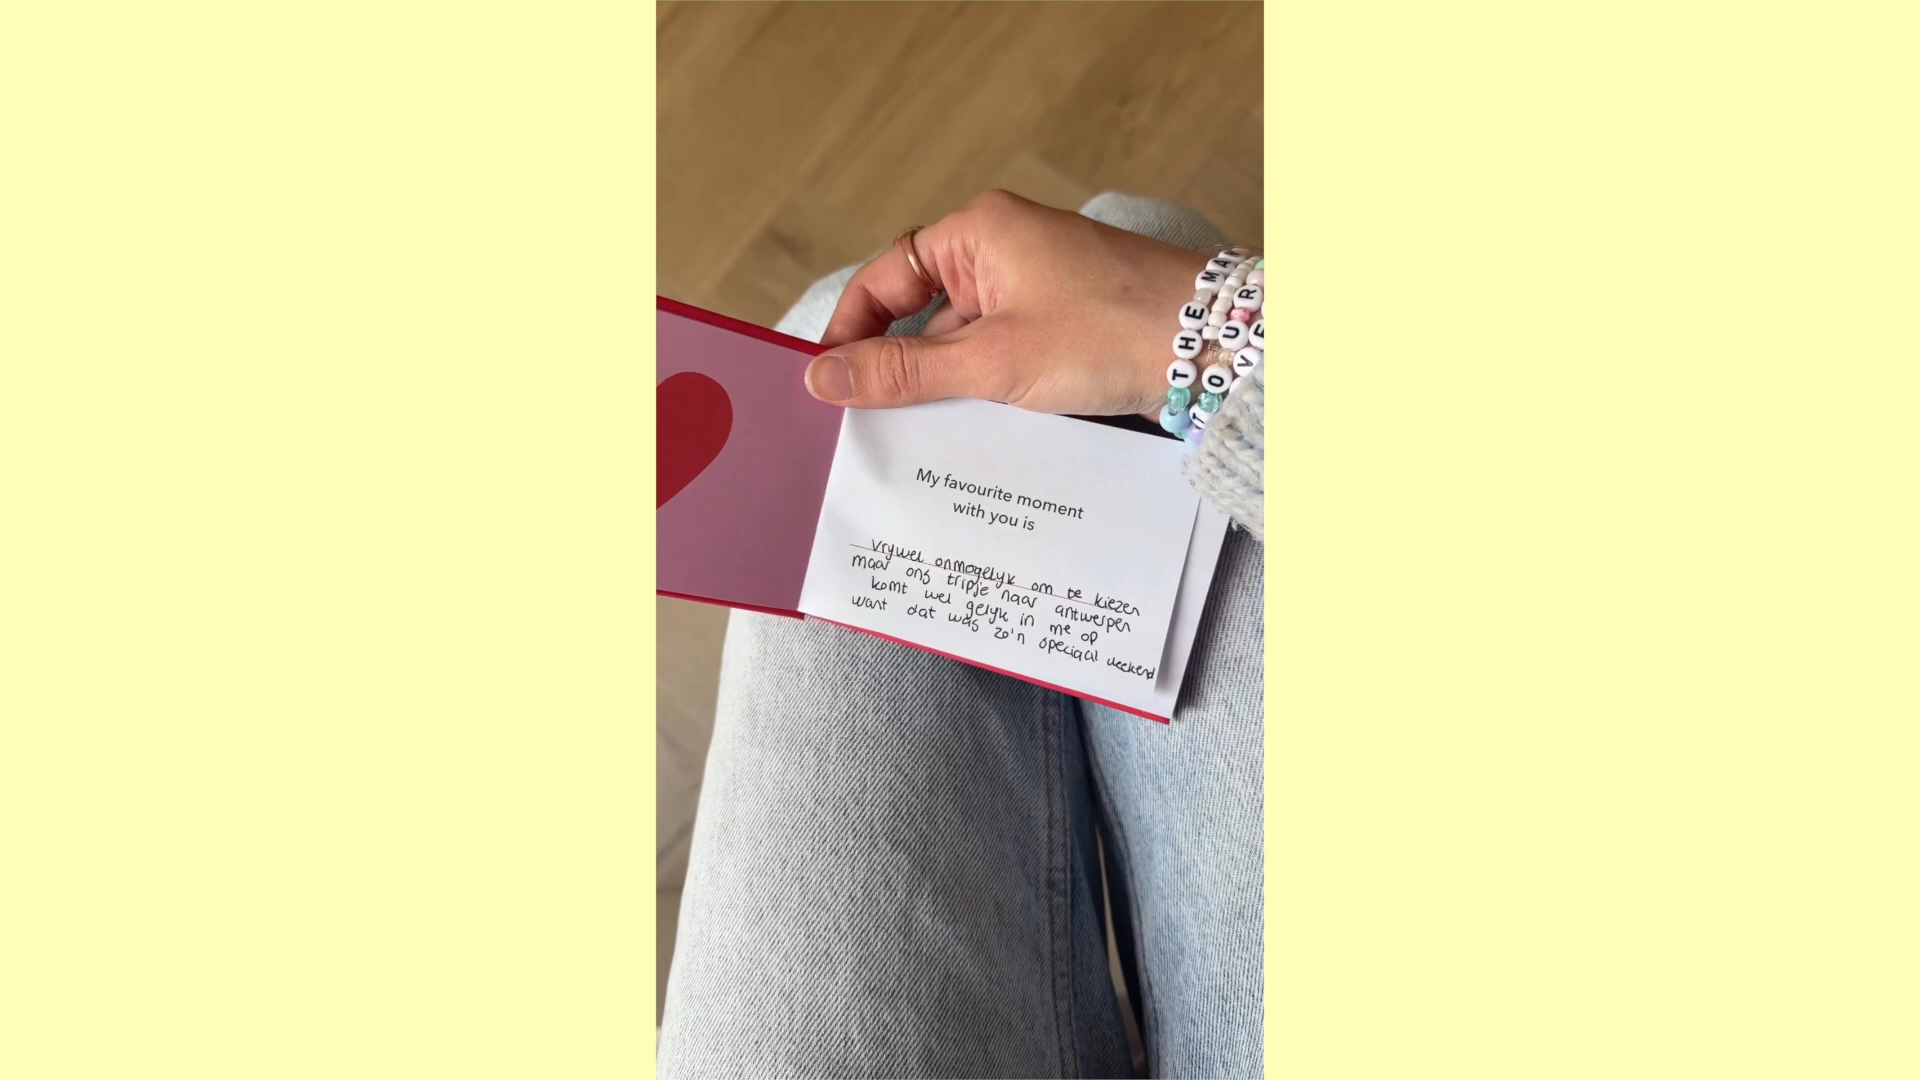 My favourite moment
with you is
vrywel onmogelyk om te kiezen
maar ons tripje naar antwerpen
komt wel gelyk in me op
want dat was zo'n speciaal weekend
THE MA
OUR